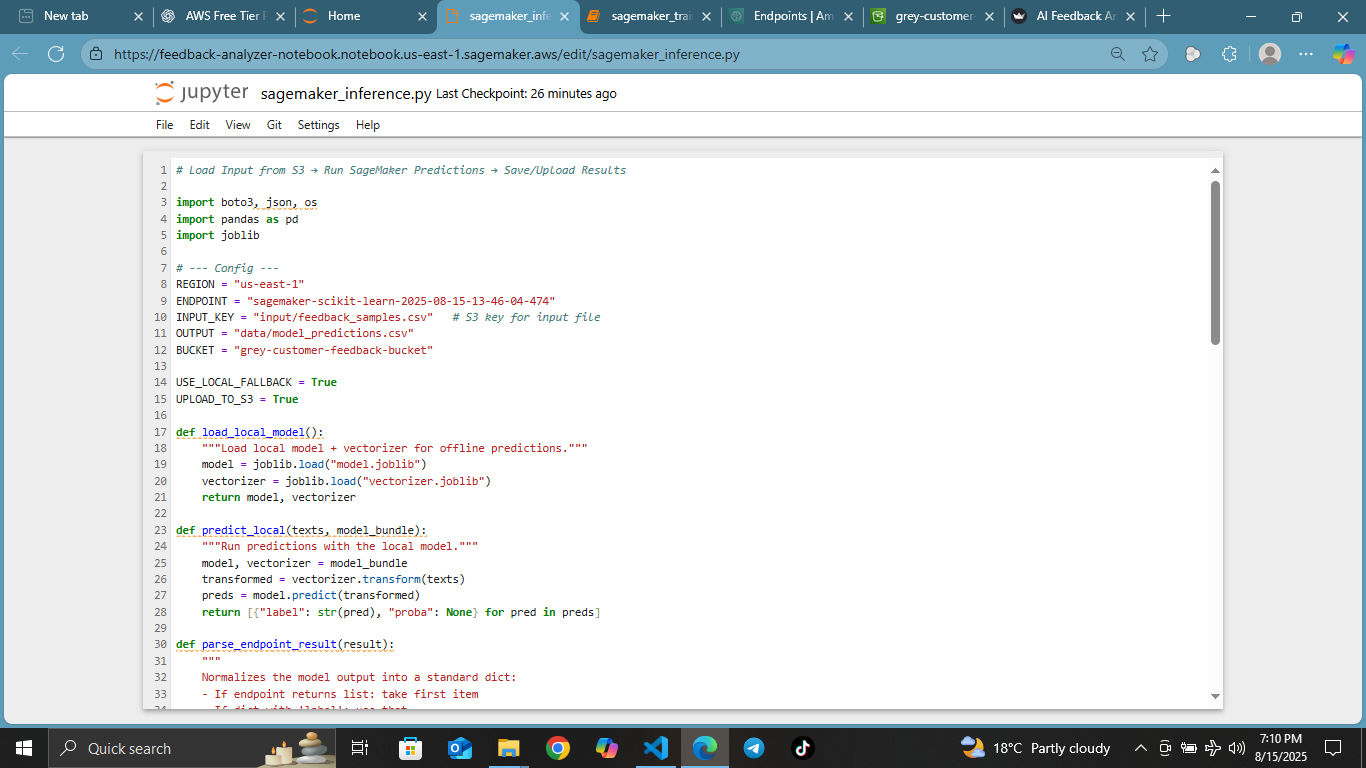 New tab
AWS Free Tier
Home
sagemaker_infe
sagemaker_trai
Endpoints | Am
grey-customer
AI Feedback An
https://feedback-analyzer-notebook.notebook.us-east-1.sagemaker.aws/edit/sagemaker_inference.py
jupyter sagemaker_inference.py Last Checkpoint: 26 minutes ago
File Edit View Git Settings Help
1 # Load Input from S3 → Run SageMaker Predictions → Save/Upload Results
2
3 import boto3, json, os
4 import pandas as pd
5 import joblib
6
7 # --- Config ---
8 REGION = "us-east-1"
9 ENDPOINT = "sagemaker-scikit-learn-2025-08-15-13-46-04-474"
10 INPUT_KEY = "input/feedback_samples.csv"   # S3 key for input file
11 OUTPUT = "data/model_predictions.csv"
12 BUCKET = "grey-customer-feedback-bucket"
13
14 USE_LOCAL_FALLBACK = True
15 UPLOAD_TO_S3 = True
16
17 def load_local_model():
18     """Load local model + vectorizer for offline predictions."""
19     model = joblib.load("model.joblib")
20     vectorizer = joblib.load("vectorizer.joblib")
21     return model, vectorizer
22
23 def predict_local(texts, model_bundle):
24     """Run predictions with the local model."""
25     model, vectorizer = model_bundle
26     transformed = vectorizer.transform(texts)
27     preds = model.predict(transformed)
28     return [{"label": str(pred), "proba": None} for pred in preds]
29
30 def parse_endpoint_result(result):
31     """
32     Normalizes the model output into a standard dict:
33     - If endpoint returns list: take first item
Quick search
18°C Partly cloudy
7:10 PM
8/15/2025